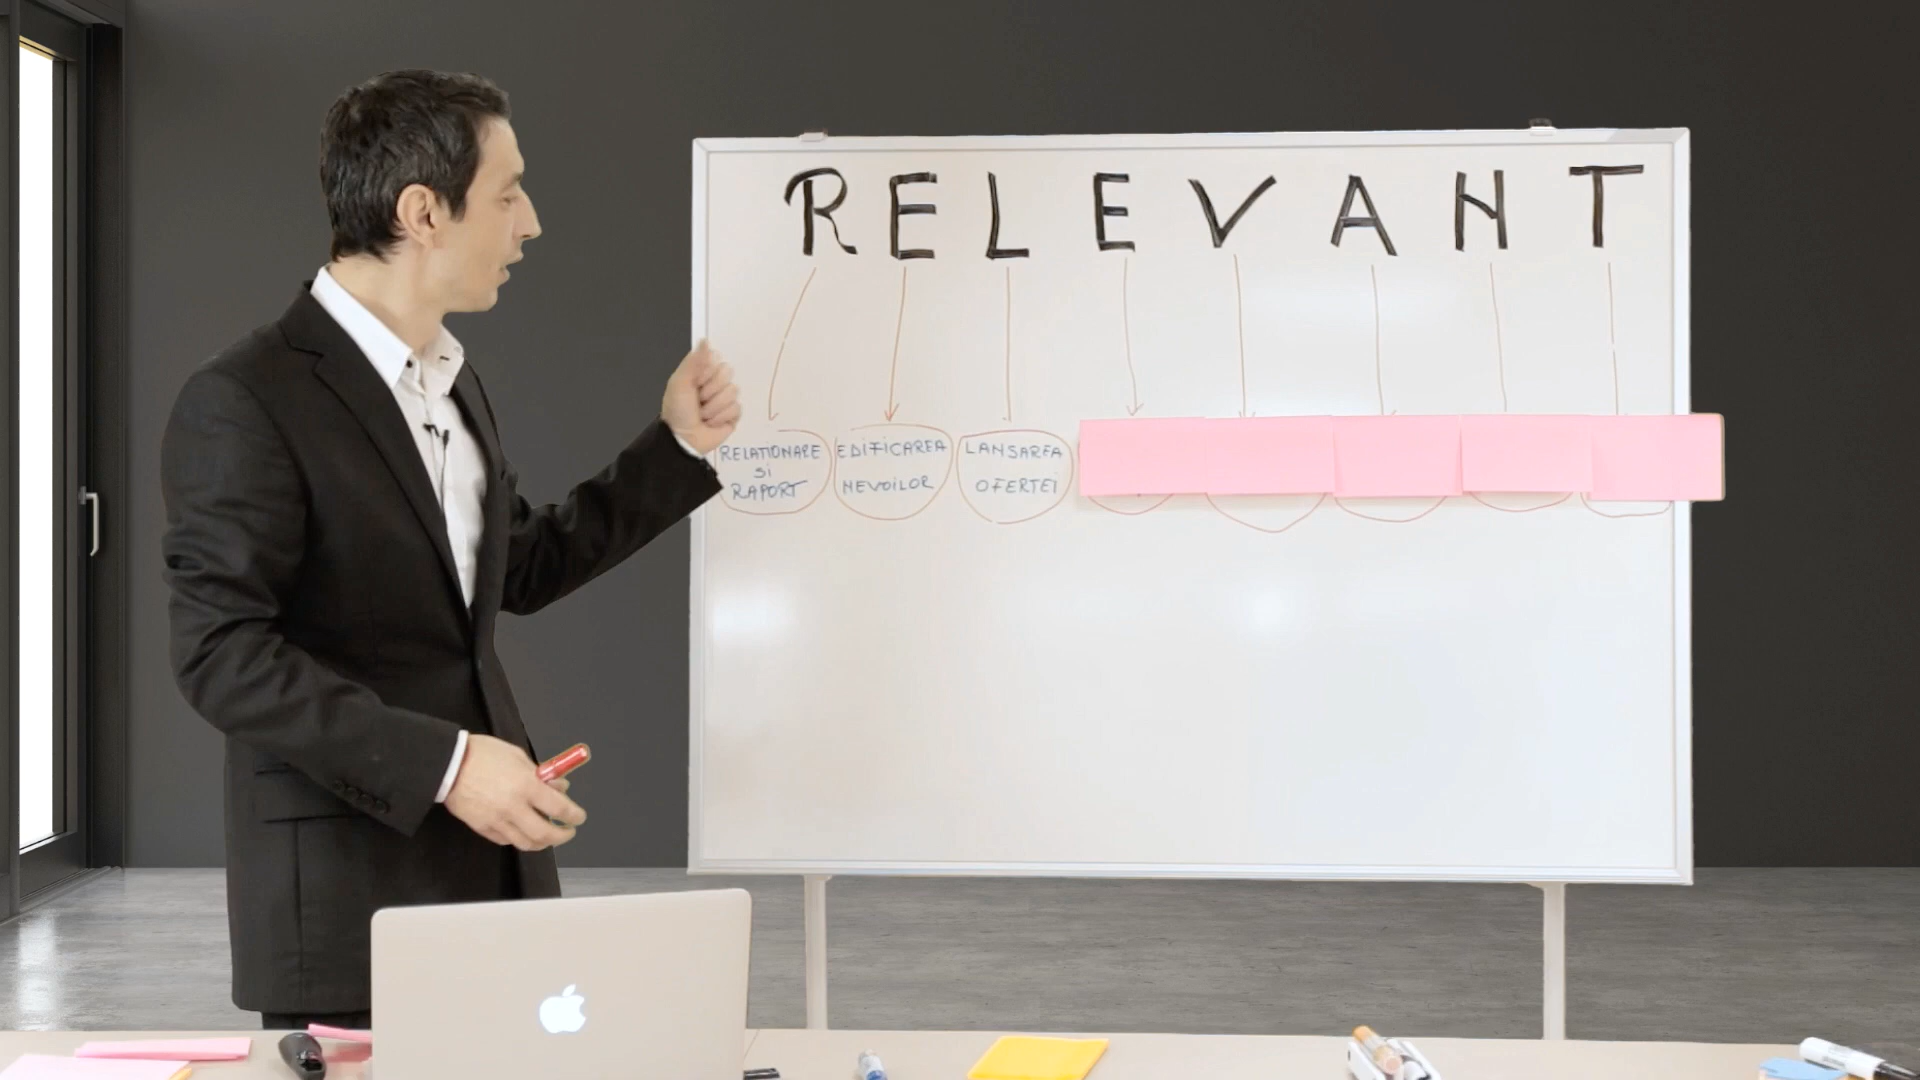 RELEVANT
RELATIONARE
SI
RAPORT
EDIFICAREA
NEVOILOR
LANSAREA
OFERTEI